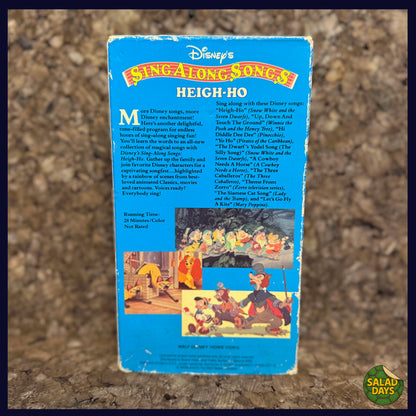 Disney's
SING ALONG SONGS
HEIGH-HO
More Disney songs, more
Disney enchantment!
Here's another delightful,
tune-filled program for endless
hours of sing-along singing fun!
You'll learn the words to an all-new
collection of magical songs with
Disney's Sing-Along Songs:
Heigh-Ho. Gather up the family and
join favorite Disney characters for a
captivating songfest...highlighted
by a rainbow of scenes from best-
loved animated Classics, stories
and cartoons. Voices ready?
Everybody sing!
Running Time:
28 Minutes/Color
Not Rated
Sing along with these Disney songs:
"Heigh-Ho" (Snow White and the
Seven Dwarfs), "Up, Down And
Touch The Ground" (Winnie the
Pooh and the Honey Tree), "Hi
Diddle Dee Dee" (Pinocchio),
"Yo Ho" (Pirates of the Caribbean),
"The Dwarf's Yodel Song (The
Silly Song)" (Snow White and the
Seven Dwarfs), "A Cowboy
Needs A Horse" (A Cowboy
Needs a Horse), "The Three
Caballeros" (The Three
Caballeros), "Theme From
Zorro" (Zorro television series),
"The Siamese Cat Song" (Lady
and the Tramp), and "Let's Go Fly
A Kite" (Mary Poppins).
WALT DISNEY HOME VIDEO
SALAD
DAYS